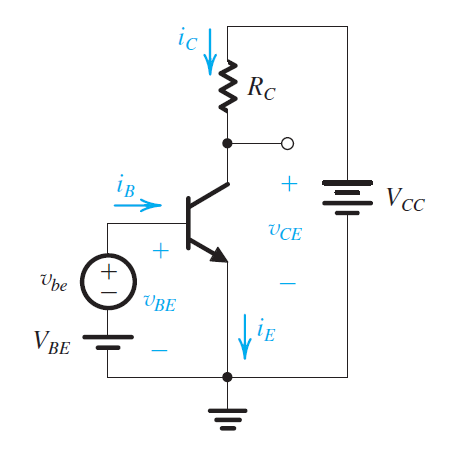 i_C
R_C
i_B
+
V_CC
+
v_CE
v_be
+
−
v_BE
−
i_E
V_BE
−